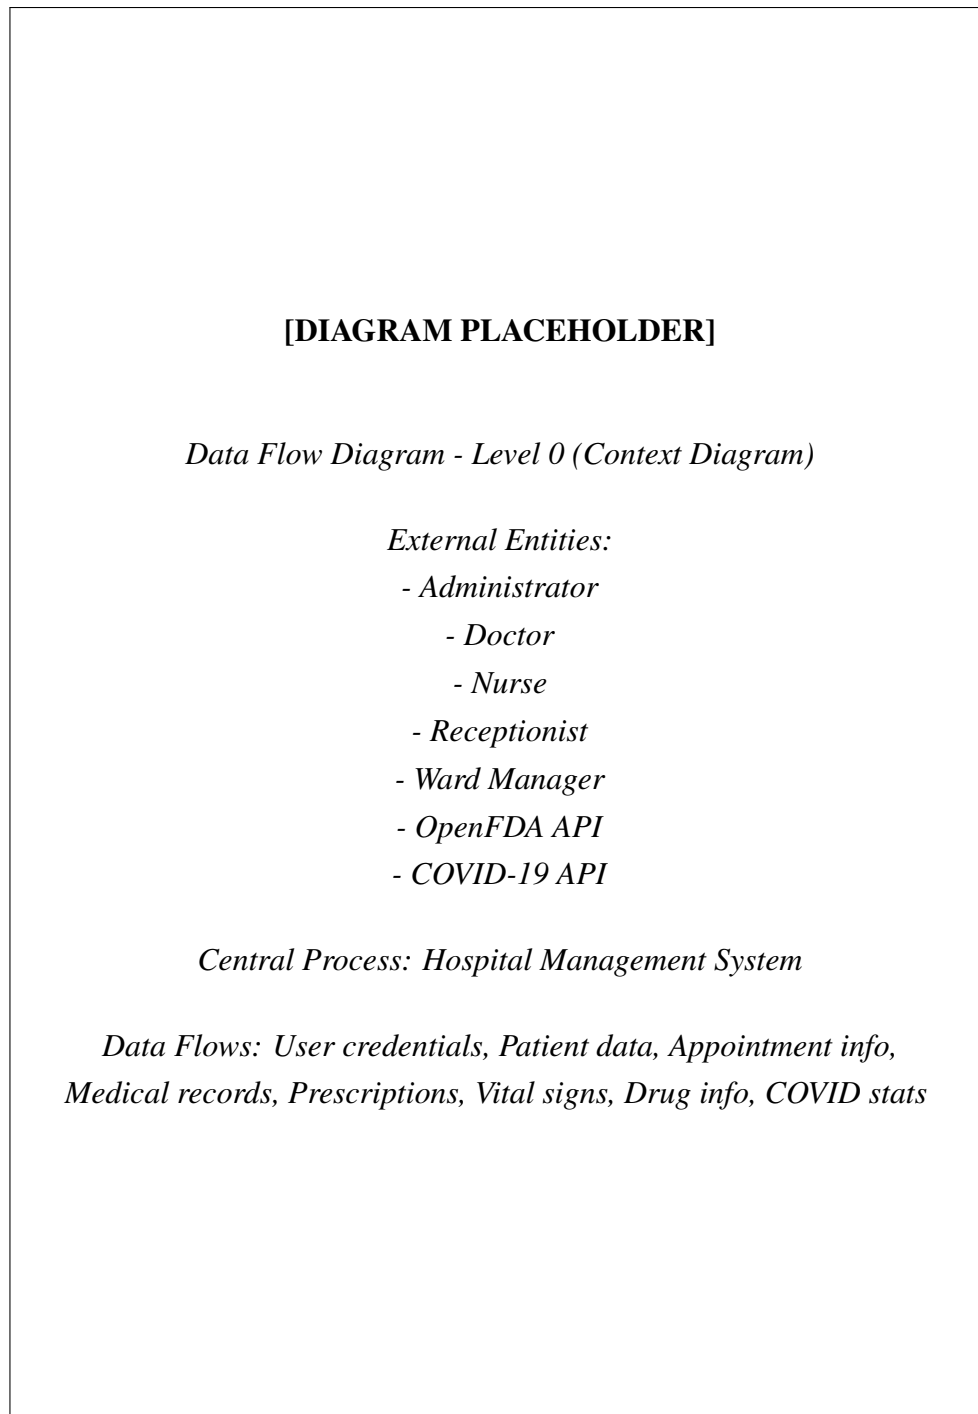 [DIAGRAM PLACEHOLDER]
Data Flow Diagram - Level 0 (Context Diagram)
External Entities:
- Administrator
- Doctor
- Nurse
- Receptionist
- Ward Manager
- OpenFDA API
- COVID-19 API
Central Process: Hospital Management System
Data Flows: User credentials, Patient data, Appointment info,
Medical records, Prescriptions, Vital signs, Drug info, COVID stats